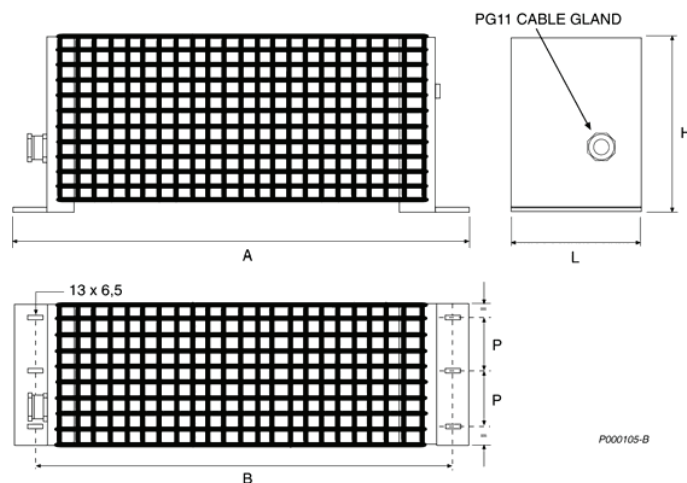 PG11 CABLE GLAND
H
A
L
13 x 6,5
=
P
P
=
P000105-B
B